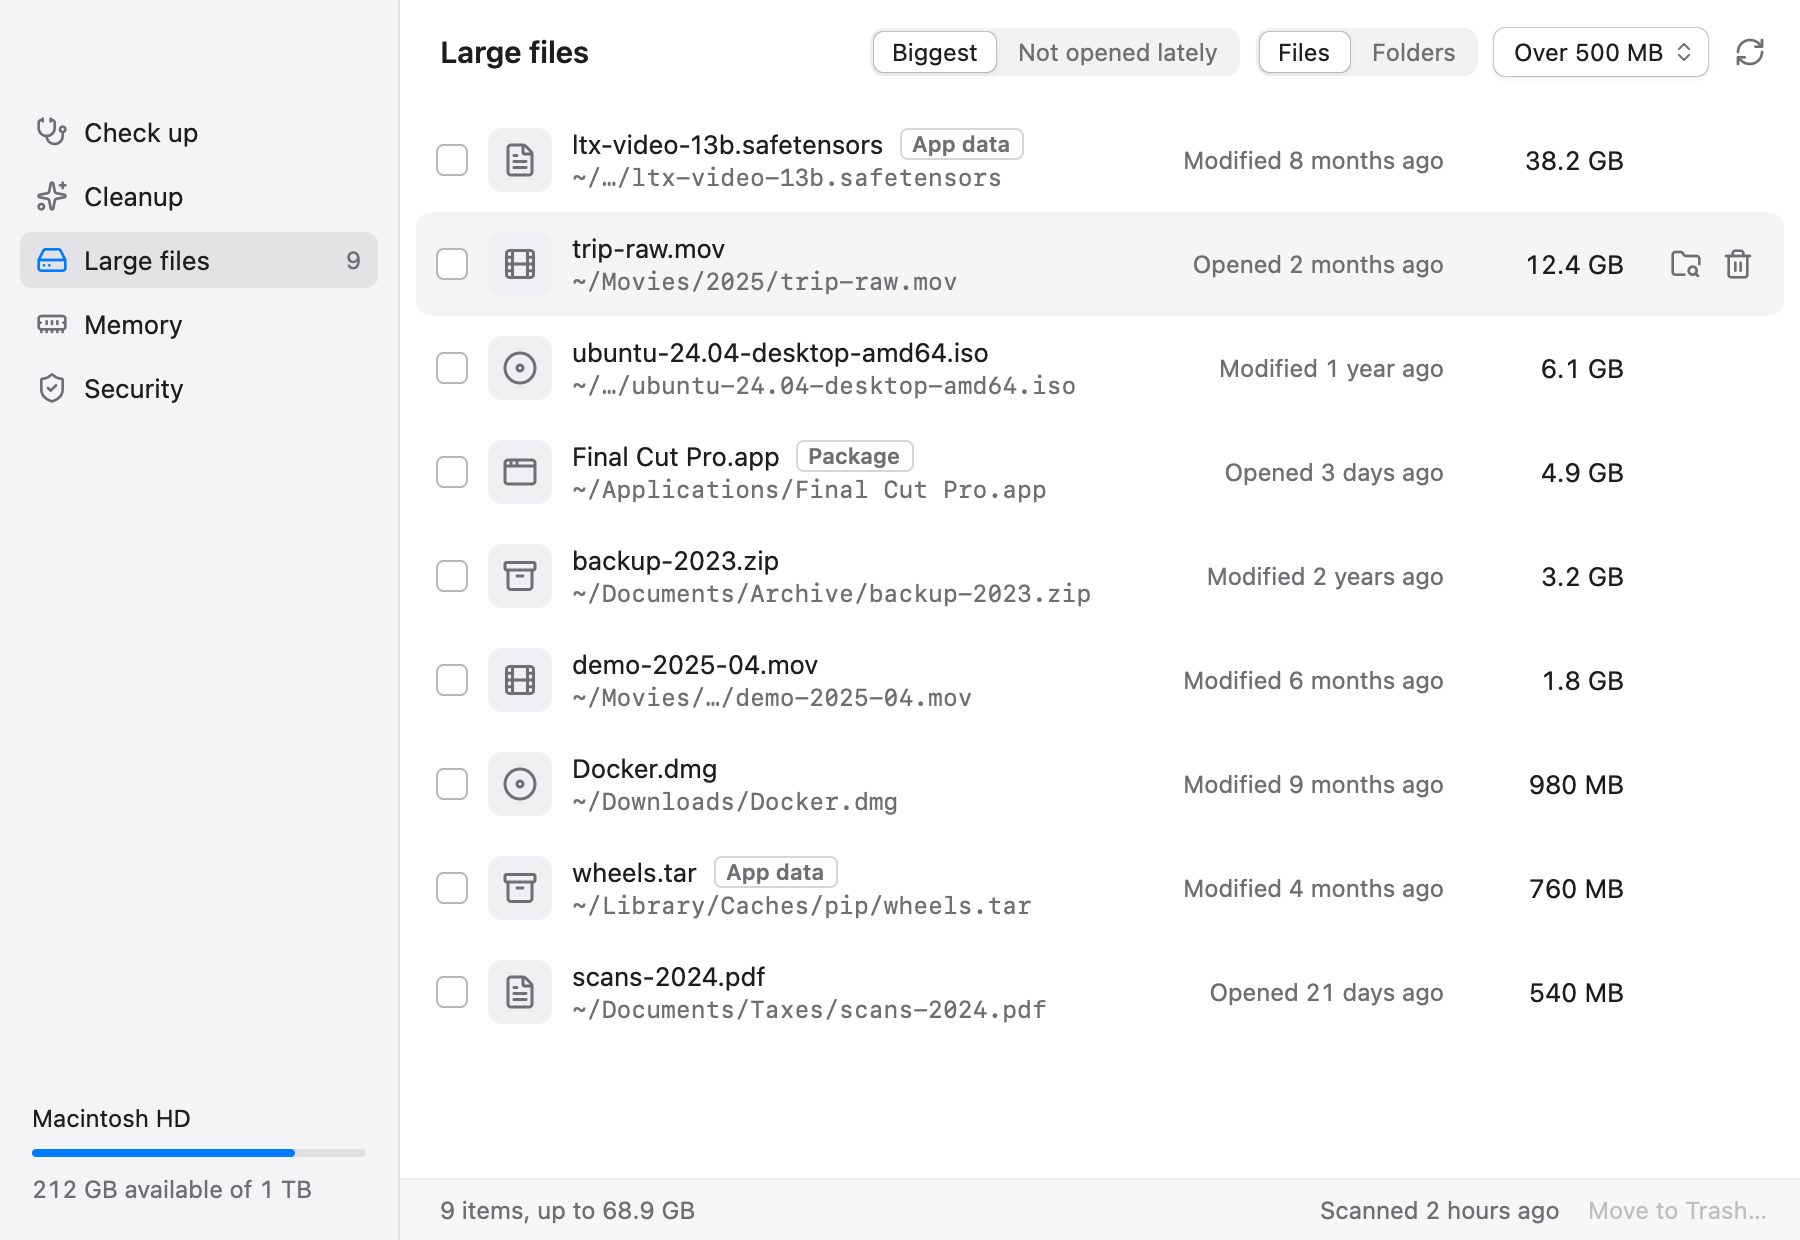 Large files
Biggest
Not opened lately
Files
Folders
Over 500 MB
Check up
Cleanup
Large files 9
Memory
Security
Macintosh HD
212 GB available of 1 TB
ltx-video-13b.safetensors App data
~/…/ltx-video-13b.safetensors
Modified 8 months ago
38.2 GB
trip-raw.mov
~/Movies/2025/trip-raw.mov
Opened 2 months ago
12.4 GB
ubuntu-24.04-desktop-amd64.iso
~/…/ubuntu-24.04-desktop-amd64.iso
Modified 1 year ago
6.1 GB
Final Cut Pro.app Package
~/Applications/Final Cut Pro.app
Opened 3 days ago
4.9 GB
backup-2023.zip
~/Documents/Archive/backup-2023.zip
Modified 2 years ago
3.2 GB
demo-2025-04.mov
~/Movies/…/demo-2025-04.mov
Modified 6 months ago
1.8 GB
Docker.dmg
~/Downloads/Docker.dmg
Modified 9 months ago
980 MB
wheels.tar App data
~/Library/Caches/pip/wheels.tar
Modified 4 months ago
760 MB
scans-2024.pdf
~/Documents/Taxes/scans-2024.pdf
Opened 21 days ago
540 MB
9 items, up to 68.9 GB
Scanned 2 hours ago
Move to Trash…